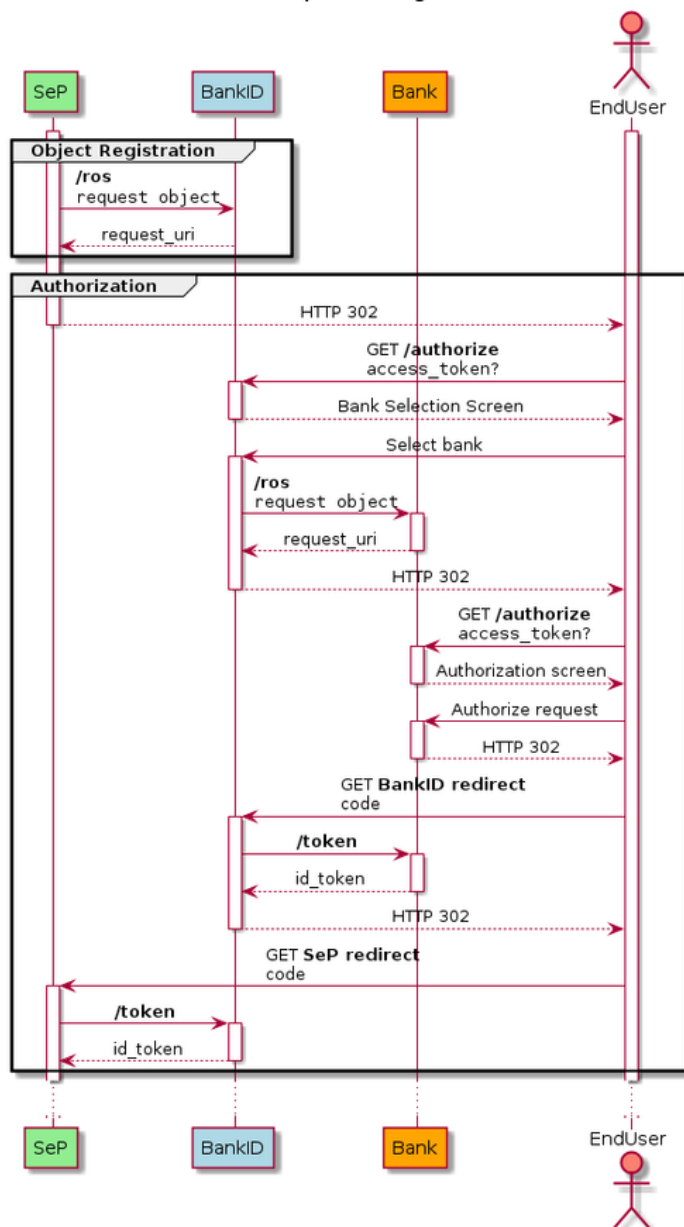 SeP
BankID
Bank
EndUser
Object Registration
/ros
request object
request_uri
Authorization
HTTP 302
GET /authorize
access_token?
Bank Selection Screen
Select bank
/ros
request object
request_uri
HTTP 302
GET /authorize
access_token?
Authorization screen
Authorize request
HTTP 302
GET BankID redirect
code
/token
id_token
HTTP 302
GET SeP redirect
code
/token
id_token
SeP
BankID
Bank
EndUser